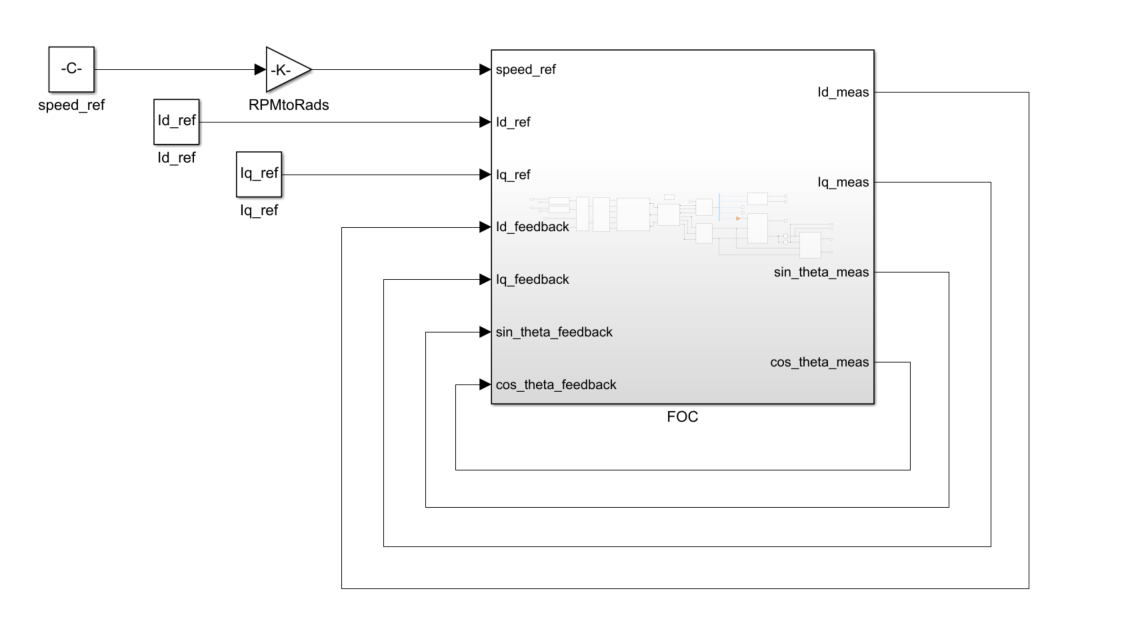 -C-
speed_ref
-K-
RPMtoRads
Id_ref
Id_ref
Iq_ref
Iq_ref
speed_ref
Id_ref
Iq_ref
Id_feedback
Iq_feedback
sin_theta_feedback
cos_theta_feedback
Id_meas
Iq_meas
sin_theta_meas
cos_theta_meas
FOC